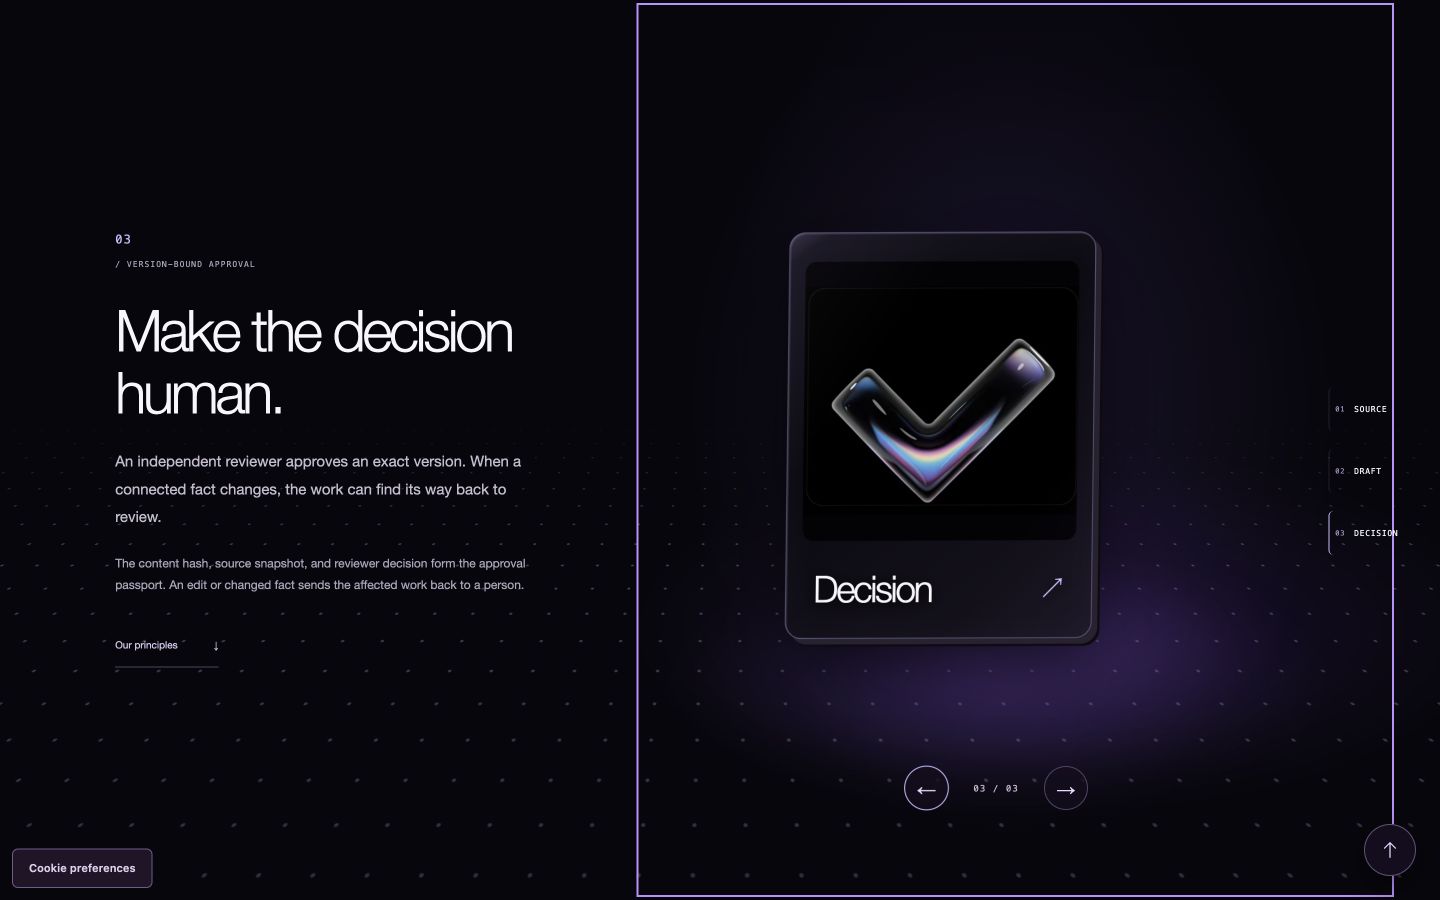 03
/ VERSION–BOUND APPROVAL
Make the decision
human.
An independent reviewer approves an exact version. When a
connected fact changes, the work can find its way back to
review.
The content hash, source snapshot, and reviewer decision form the approval
passport. An edit or changed fact sends the affected work back to a person.
Our principles ↓
Decision
01 SOURCE
02 DRAFT
03 DECISION
← 03 / 03 →
Cookie preferences